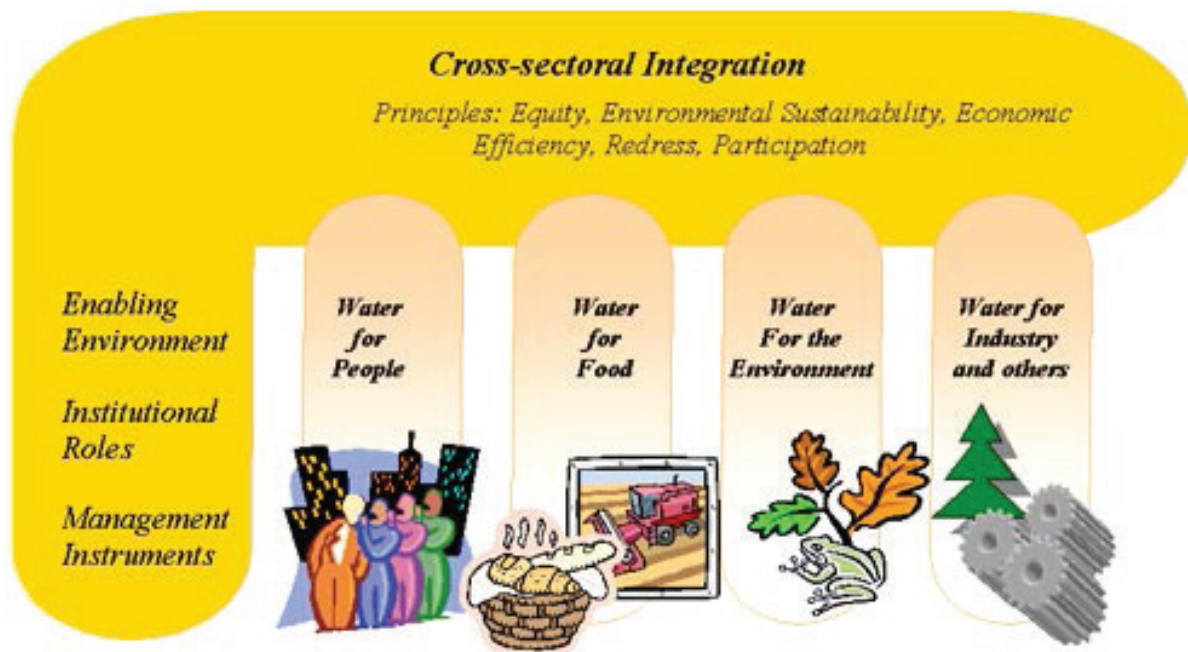 Cross-sectoral Integration
Principles: Equity, Environmental Sustainability, Economic
Efficiency, Redress, Participation
Enabling
Environment
Institutional
Roles
Management
Instruments
Water
for
People
Water
for
Food
Water
For the
Environment
Water for
Industry
and others